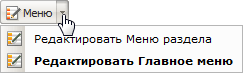 Меню
Редактировать Меню раздела
Редактировать Главное меню